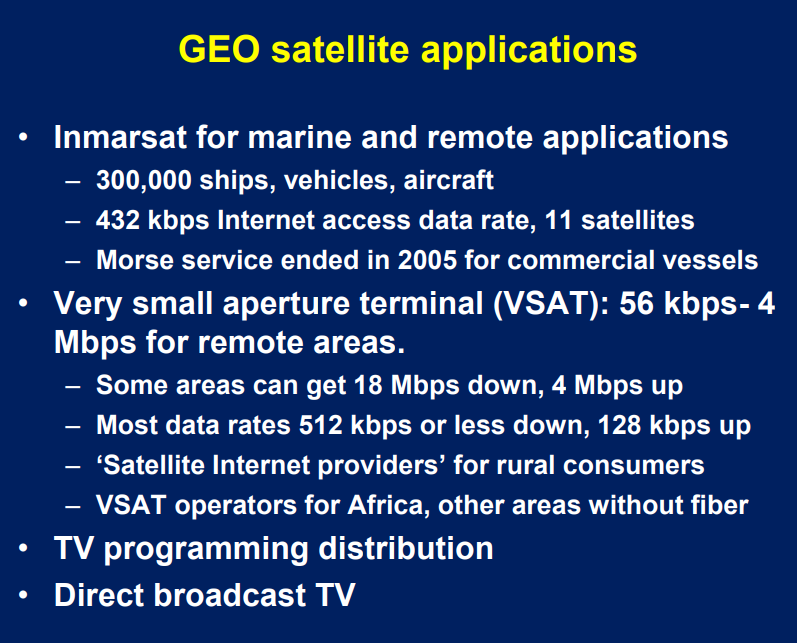 GEO satellite applications
• Inmarsat for marine and remote applications
– 300,000 ships, vehicles, aircraft
– 432 kbps Internet access data rate, 11 satellites
– Morse service ended in 2005 for commercial vessels
• Very small aperture terminal (VSAT): 56 kbps- 4
Mbps for remote areas.
– Some areas can get 18 Mbps down, 4 Mbps up
– Most data rates 512 kbps or less down, 128 kbps up
– ‘Satellite Internet providers’ for rural consumers
– VSAT operators for Africa, other areas without fiber
• TV programming distribution
• Direct broadcast TV